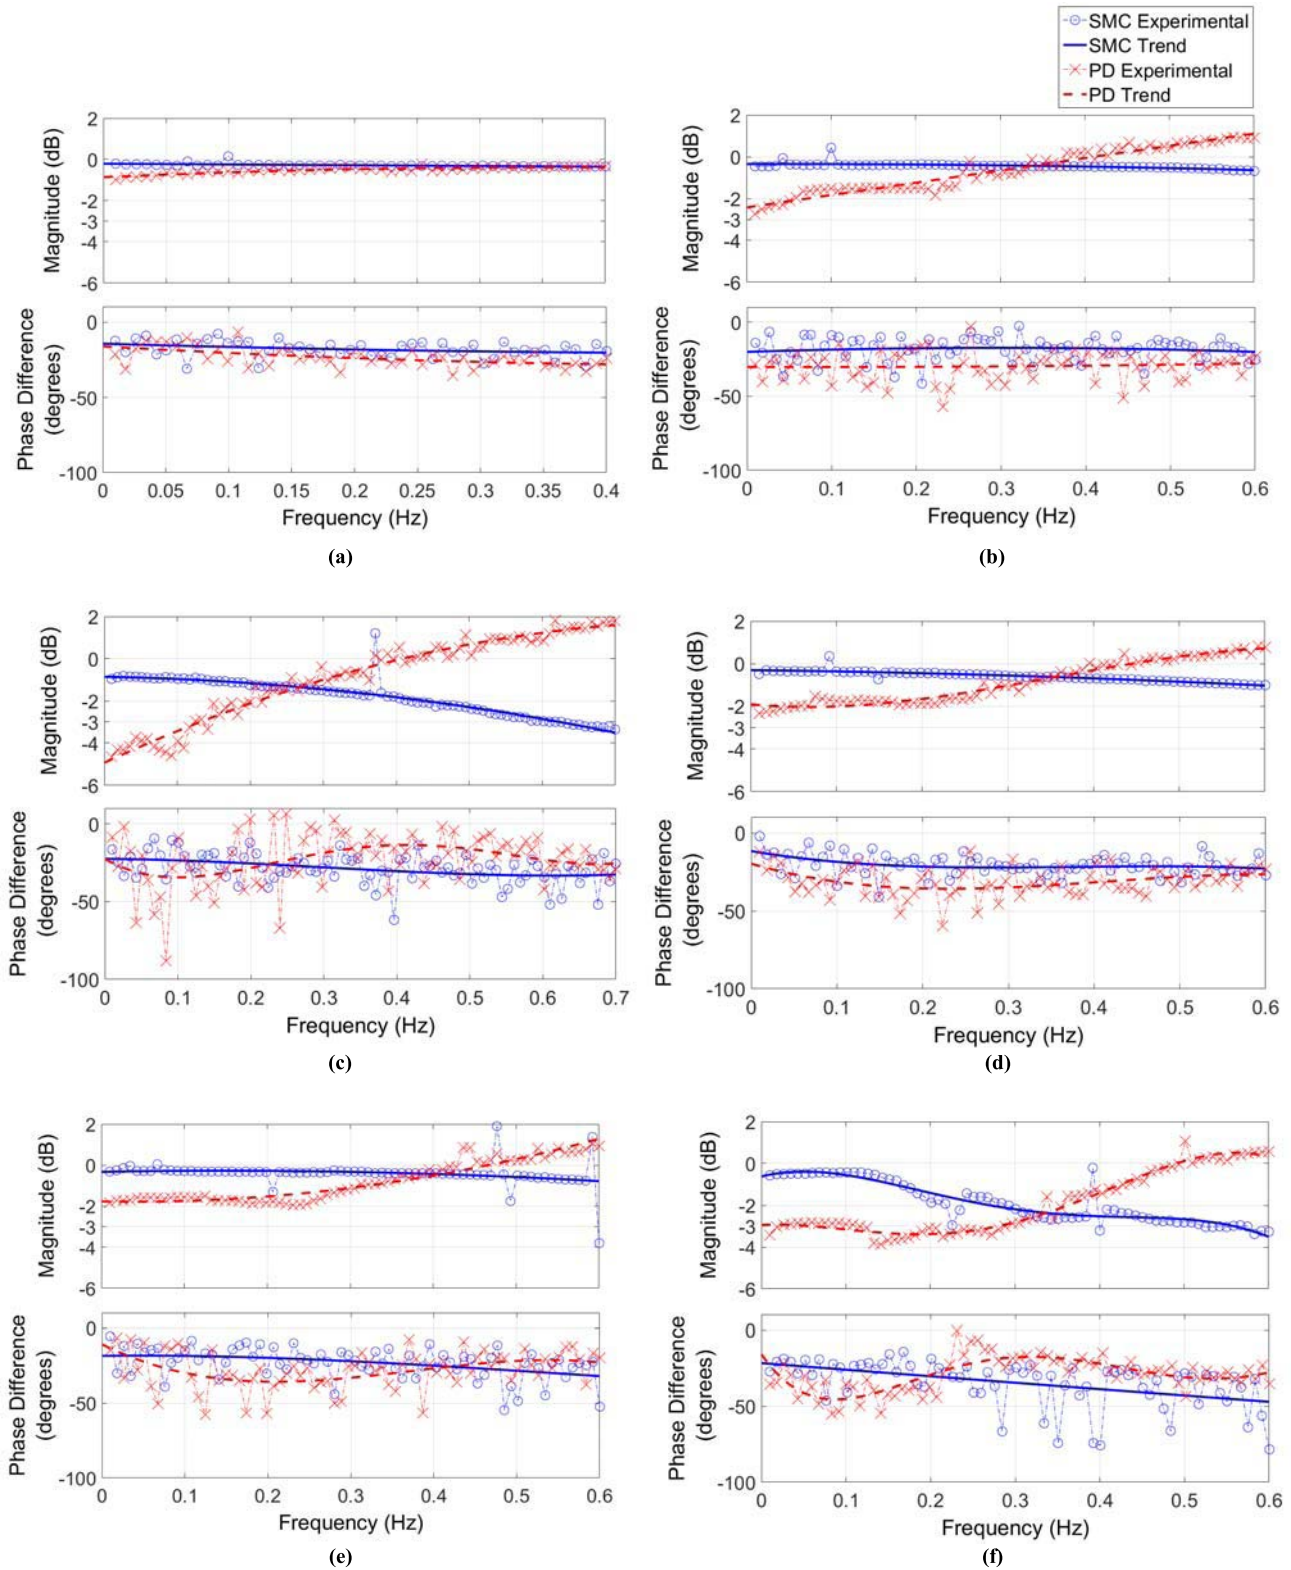 SMC Experimental
SMC Trend
PD Experimental
PD Trend
Magnitude (dB)
2
0
-2
-3
-4
-6
Phase Difference
(degrees)
0
-50
-100
0 0.05 0.1 0.15 0.2 0.25 0.3 0.35 0.4
Frequency (Hz)
(a)
Magnitude (dB)
2
0
-2
-3
-4
-6
Phase Difference
(degrees)
0
-50
-100
0 0.1 0.2 0.3 0.4 0.5 0.6
Frequency (Hz)
(b)
Magnitude (dB)
2
0
-2
-3
-4
-6
Phase Difference
(degrees)
0
-50
-100
0 0.1 0.2 0.3 0.4 0.5 0.6 0.7
Frequency (Hz)
(c)
Magnitude (dB)
2
0
-2
-3
-4
-6
Phase Difference
(degrees)
0
-50
-100
0 0.1 0.2 0.3 0.4 0.5 0.6
Frequency (Hz)
(d)
Magnitude (dB)
2
0
-2
-3
-4
-6
Phase Difference
(degrees)
0
-50
-100
0 0.1 0.2 0.3 0.4 0.5 0.6
Frequency (Hz)
(e)
Magnitude (dB)
2
0
-2
-3
-4
-6
Phase Difference
(degrees)
0
-50
-100
0 0.1 0.2 0.3 0.4 0.5 0.6
Frequency (Hz)
(f)